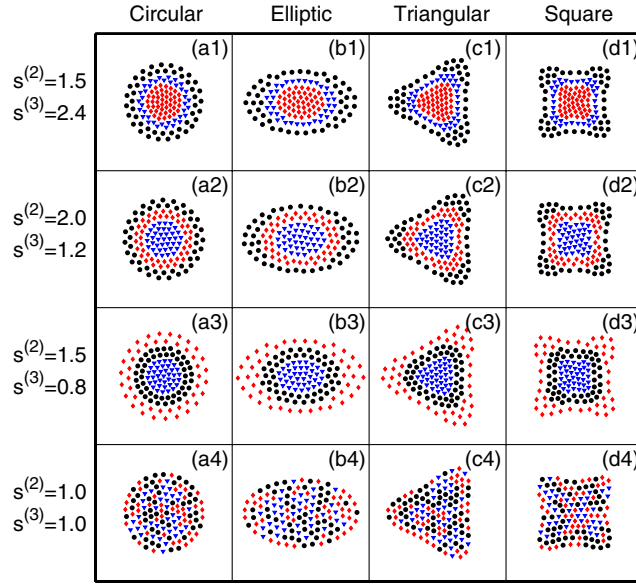 Circular Elliptic Triangular Square
(a1) (b1) (c1) (d1)
s^(2)=1.5
s^(3)=2.4
(a2) (b2) (c2) (d2)
s^(2)=2.0
s^(3)=1.2
(a3) (b3) (c3) (d3)
s^(2)=1.5
s^(3)=0.8
(a4) (b4) (c4) (d4)
s^(2)=1.0
s^(3)=1.0